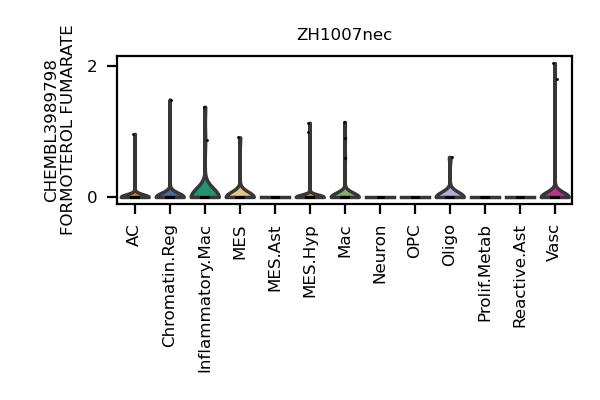 ZH1007nec
CHEMBL3989798
FORMOTEROL FUMARATE
2
0
AC
Chromatin.Reg
Inflammatory.Mac
MES
MES.Ast
MES.Hyp
Mac
Neuron
OPC
Oligo
Prolif.Metab
Reactive.Ast
Vasc